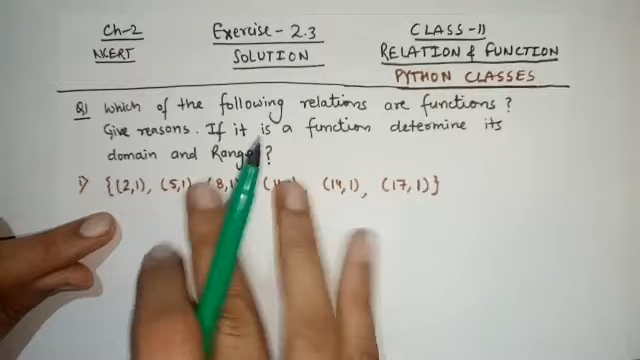 Ch-2 Exercise-2.3 CLASS-11
NCERT SOLUTION RELATION & FUNCTION
PYTHON CLASSES
Q1 Which of the following relations are functions?
Give reasons. If it is a function determine its
domain and Range?
i) {(2,1), (5,1), (8,1 (14,1), (17,1)}